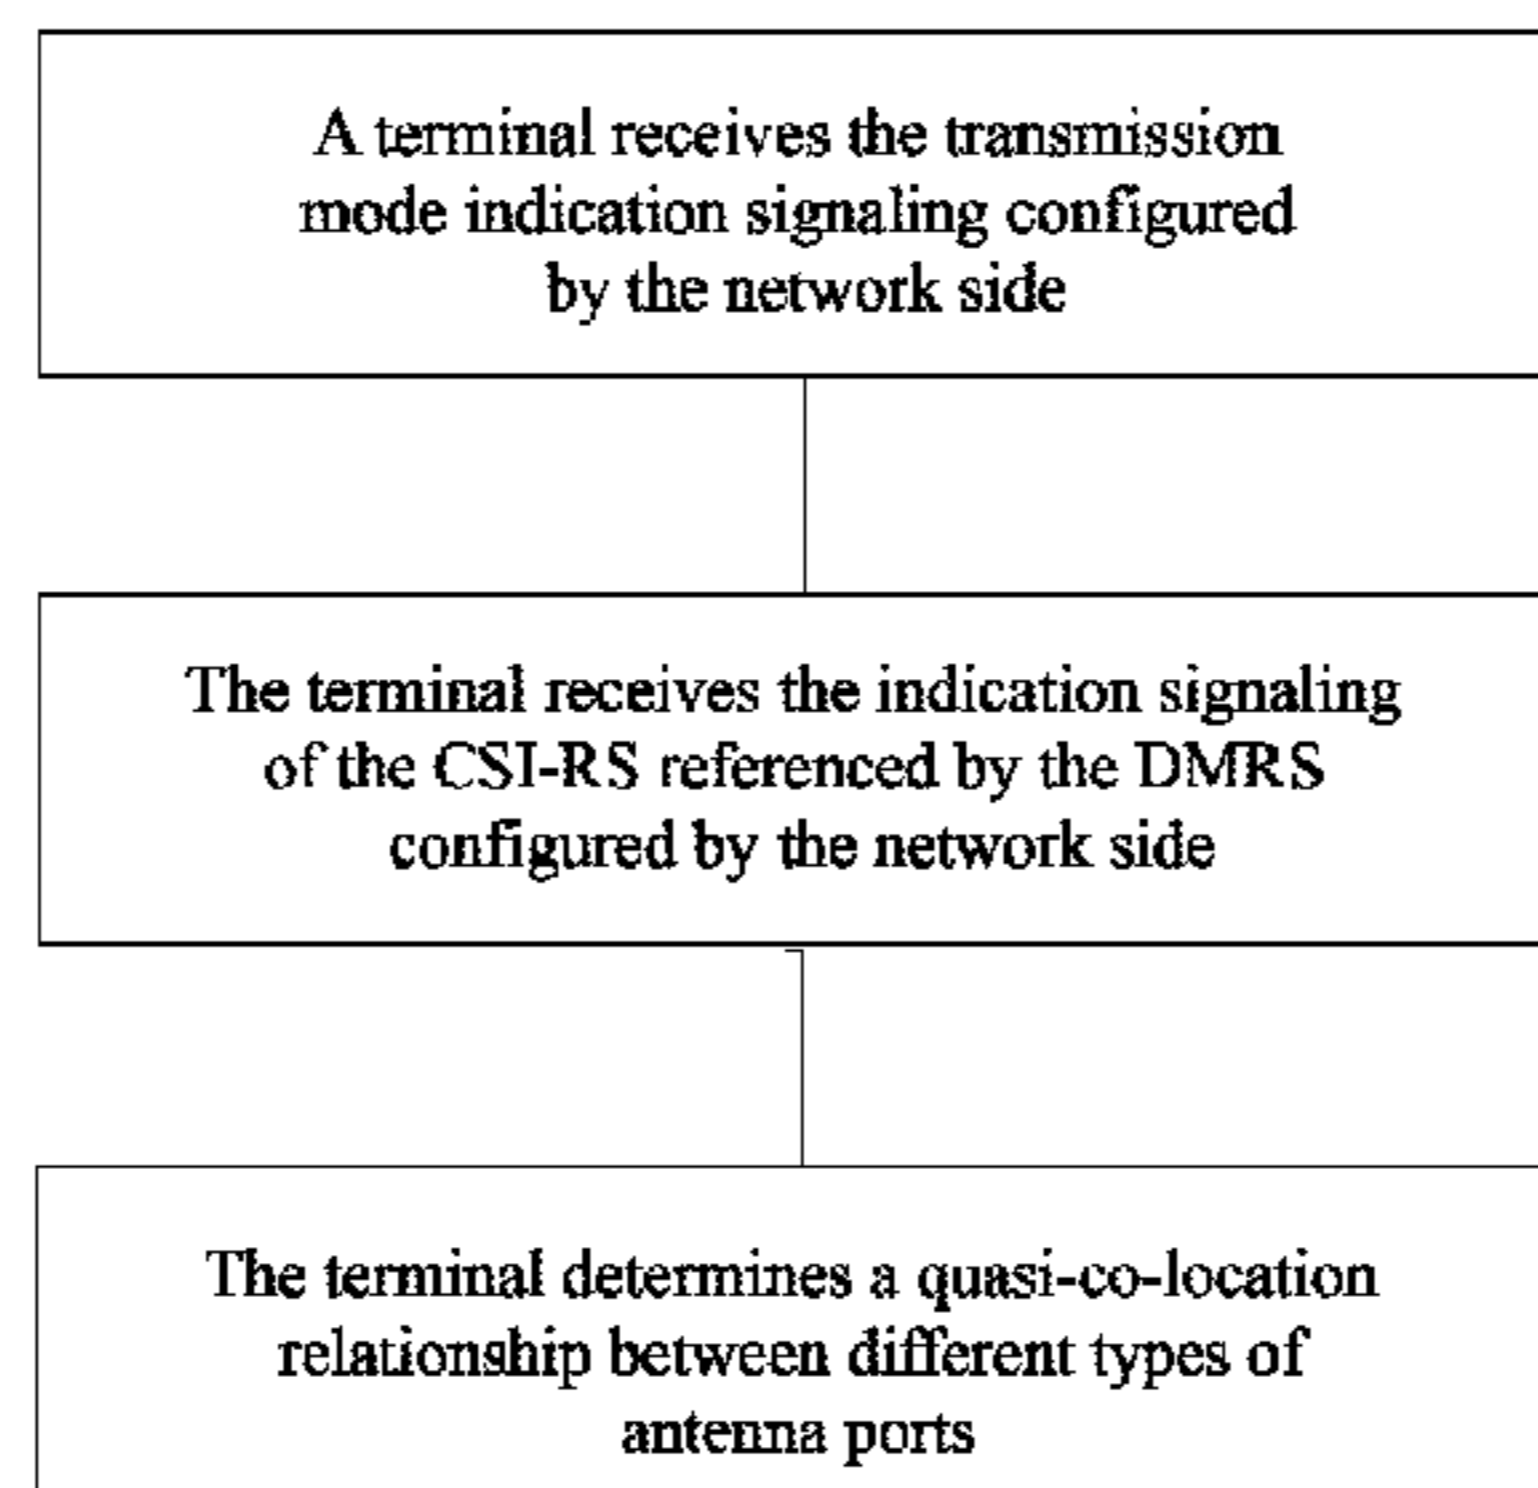 A terminal receives the transmission
mode indication signaling configured
by the network side
The terminal receives the indication signaling
of the CSI-RS referenced by the DMRS
configured by the network side
The terminal determines a quasi-co-location
relationship between different types of
antenna ports